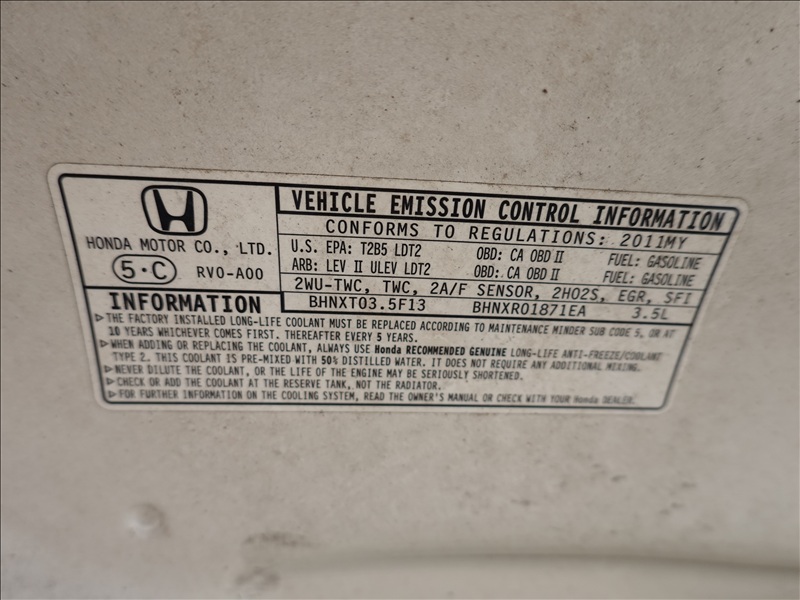 VEHICLE EMISSION CONTROL INFORMATION
CONFORMS TO REGULATIONS: 2011MY
HONDA MOTOR CO., LTD.
5·C RV0-A00
U.S. EPA: T2B5 LDT2 OBD: CA OBD II FUEL: GASOLINE
ARB: LEV II ULEV LDT2 OBD: CA OBD II FUEL: GASOLINE
2WU-TWC, TWC, 2A/F SENSOR, 2HO2S, EGR, SFI
BHNXT03.5F13 BHNXR0187IEA 3.5L
INFORMATION
▷THE FACTORY INSTALLED LONG-LIFE COOLANT MUST BE REPLACED ACCORDING TO MAINTENANCE MINDER SUB CODE 5, OR AT
10 YEARS WHICHEVER COMES FIRST. THEREAFTER EVERY 5 YEARS.
▷WHEN ADDING OR REPLACING THE COOLANT, ALWAYS USE Honda RECOMMENDED GENUINE LONG-LIFE ANTI-FREEZE/COOLANT
TYPE 2. THIS COOLANT IS PRE-MIXED WITH 50% DISTILLED WATER. IT DOES NOT REQUIRE ANY ADDITIONAL MIXING.
▷NEVER DILUTE THE COOLANT, OR THE LIFE OF THE ENGINE MAY BE SERIOUSLY SHORTENED.
▷CHECK OR ADD THE COOLANT AT THE RESERVE TANK, NOT THE RADIATOR.
▷FOR FURTHER INFORMATION ON THE COOLING SYSTEM, READ THE OWNER'S MANUAL OR CHECK WITH YOUR Honda DEALER.